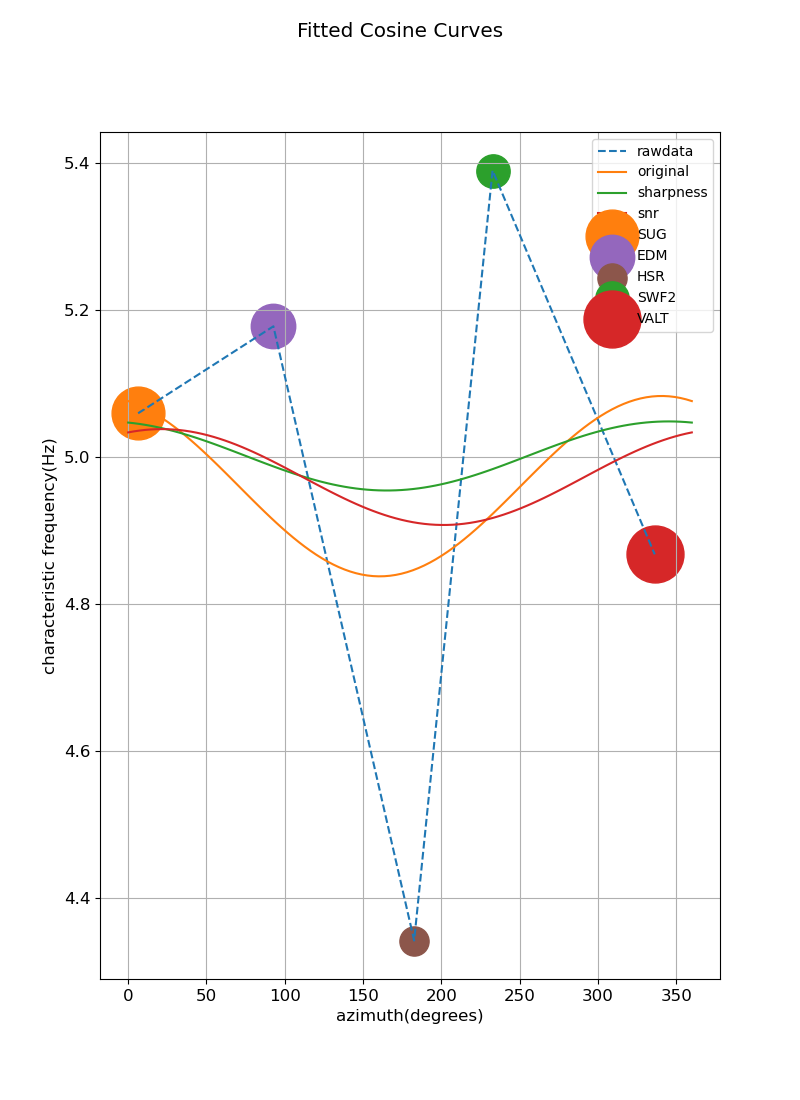 Fitted Cosine Curves
5.4
5.2
5.0
4.8
4.6
4.4
characteristic frequency(Hz)
0 50 100 150 200 250 300 350
azimuth(degrees)
rawdata
original
sharpness
snr
SUG
EDM
HSR
SWF2
VALT